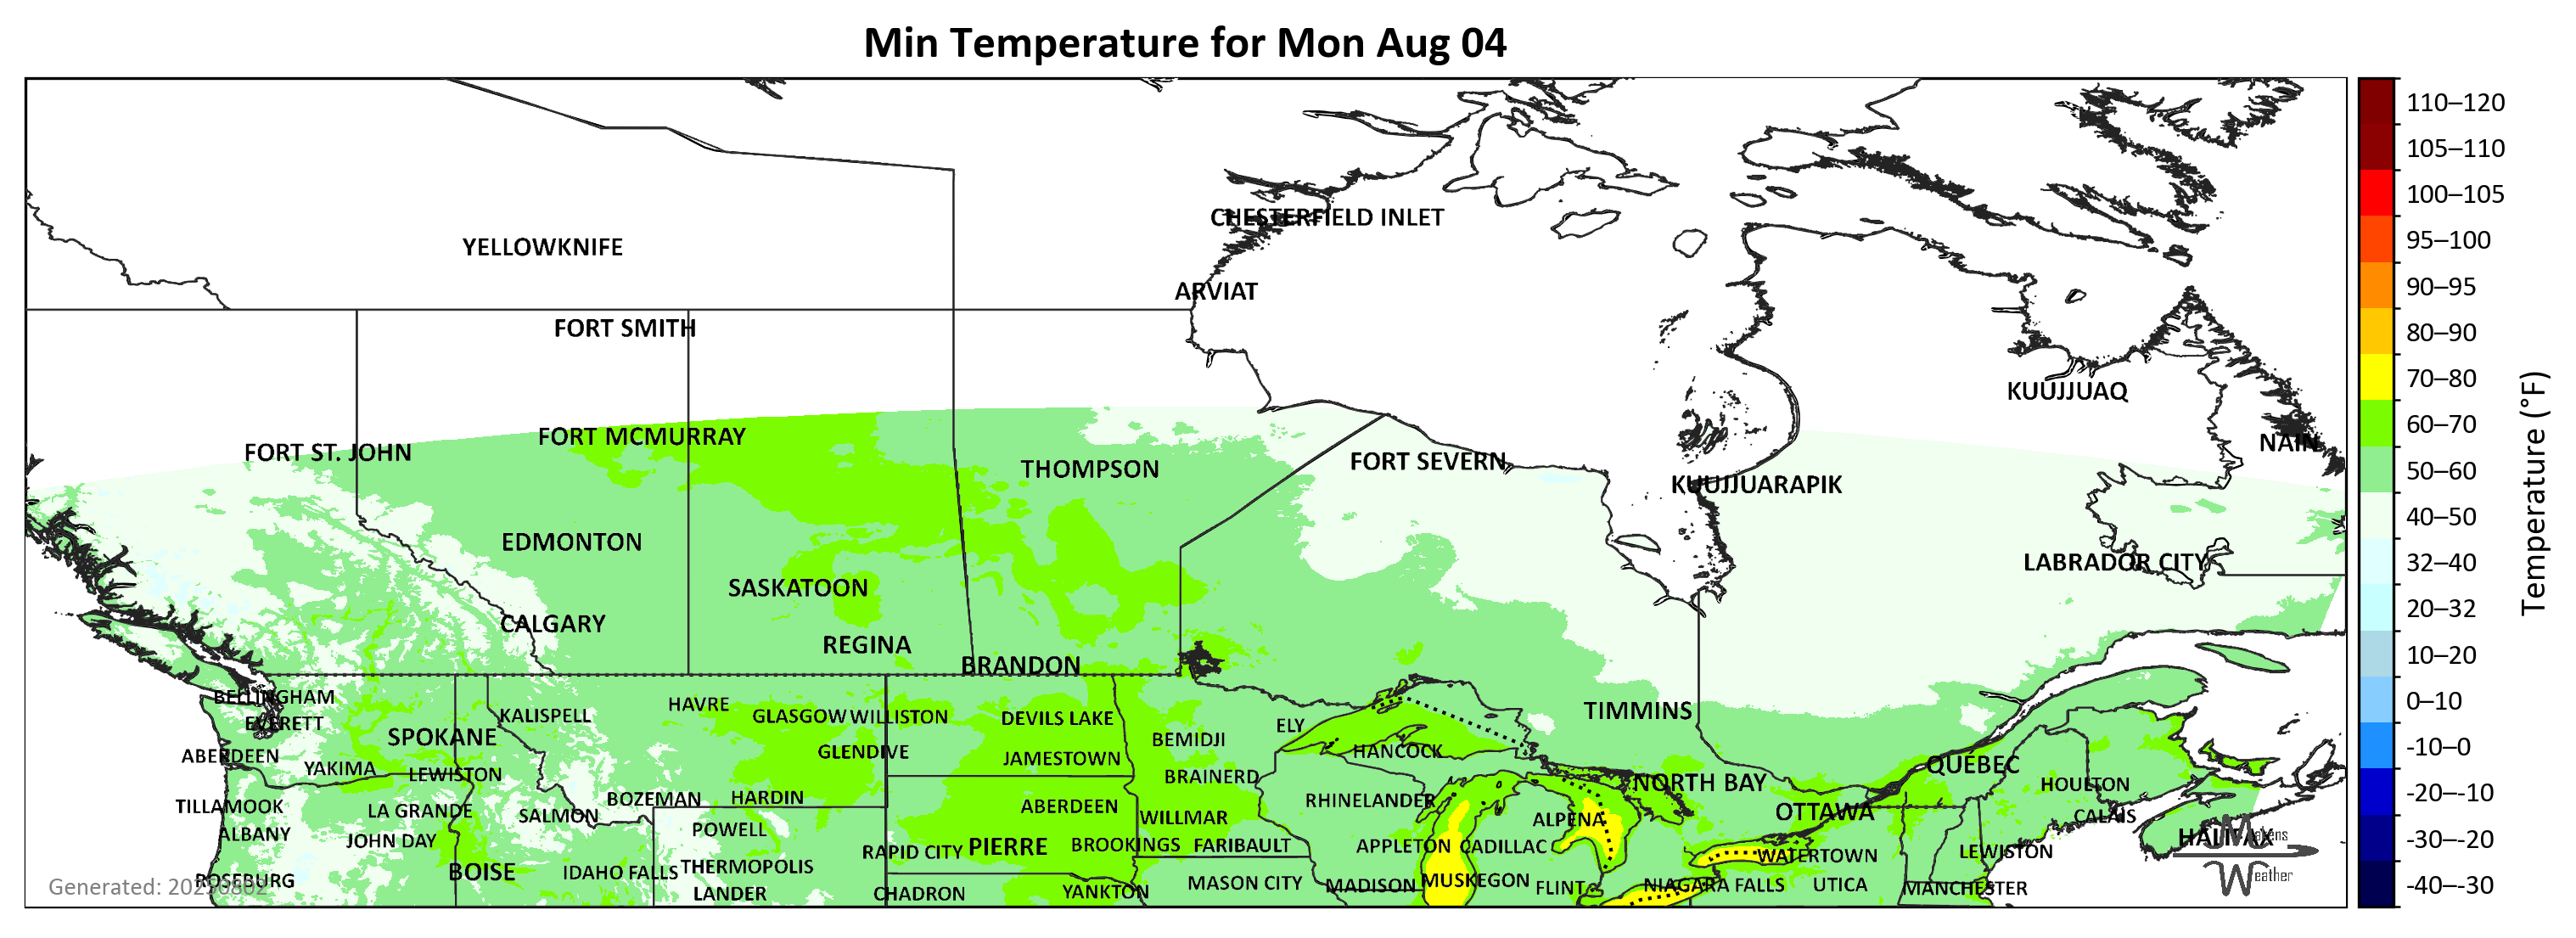 Min Temperature for Mon Aug 04
110–120
105–110
100–105
95–100
90–95
80–90
70–80
60–70
50–60
40–50
32–40
20–32
10–20
0–10
-10–0
-20–-10
-30–-20
-40–-30
Temperature (°F)
CHESTERFIELD INLET
YELLOWKNIFE
ARVIAT
FORT SMITH
KUUJJUAQ
FORT MCMURRAY
NAIN
FORT ST. JOHN
FORT SEVERN
THOMPSON
KUUJJUARAPIK
EDMONTON
LABRADOR CITY
SASKATOON
CALGARY
REGINA
BRANDON
BELLINGHAM
HAVRE
TIMMINS
KALISPELL
GLASGOW
WILLISTON
DEVILS LAKE
EVERETT
ELY
SPOKANE
BEMIDJI
HANCOCK
GLENDIVE
ABERDEEN
JAMESTOWN
QUÉBEC
YAKIMA
LEWISTON
BRAINERD
NORTH BAY
HOULTON
HARDIN
BOZEMAN
RHINELANDER
TILLAMOOK
ABERDEEN
LA GRANDE
OTTAWA
SALMON
WILLMAR
CALAIS
ALPENA
POWELL
ALBANY
HALIFAX
Makens
JOHN DAY
BROOKINGS
FARIBAULT
APPLETON
CADILLAC
PIERRE
RAPID CITY
LEWISTON
WATERTOWN
THERMOPOLIS
BOISE
IDAHO FALLS
Weather
ROSEBURG
MUSKEGON
MASON CITY
MADISON
NIAGARA FALLS
UTICA
FLINT
MANCHESTER
Generated: 20250802
YANKTON
LANDER
CHADRON